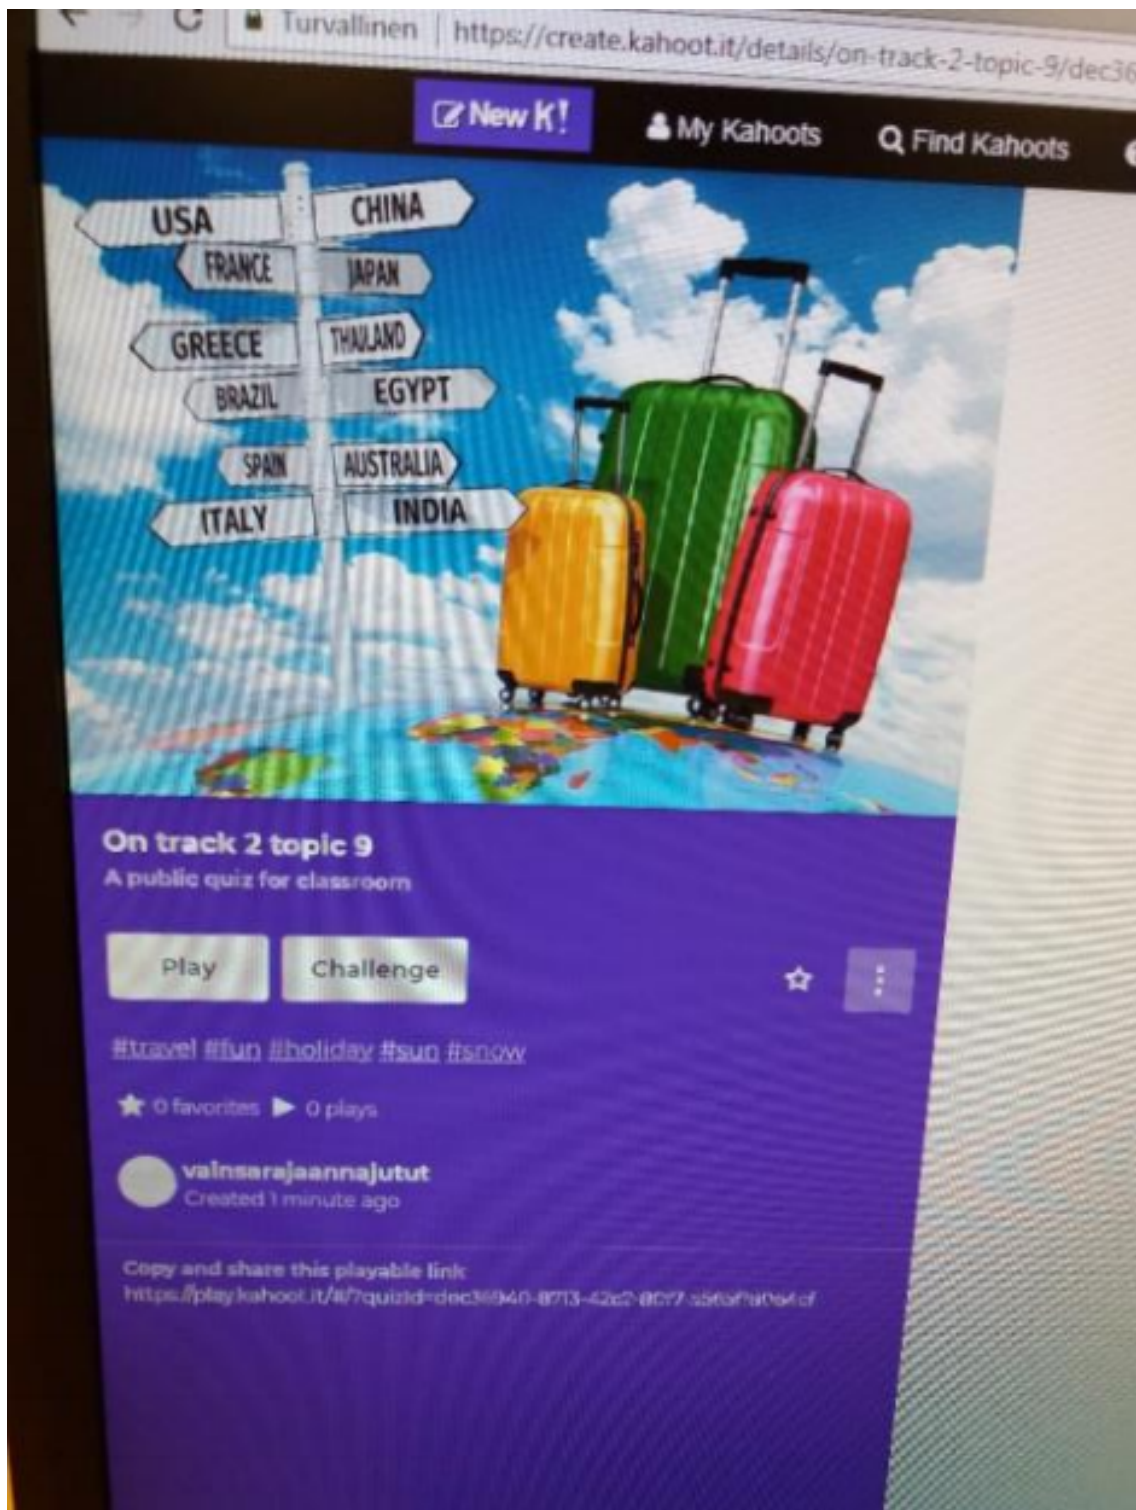 Turvallinen | https://create.kahoot.it/details/on-track-2-topic-9/dec36
New K!
My Kahoots
Find Kahoots
USA
CHINA
FRANCE
JAPAN
GREECE
THAILAND
BRAZIL
EGYPT
SPAIN
AUSTRALIA
ITALY
INDIA
On track 2 topic 9
A public quiz for classroom
Play
Challenge
#travel #fun #holiday #sun #snow
0 favorites
0 plays
vainsarajaannajutut
Created 1 minute ago
Copy and share this playable link